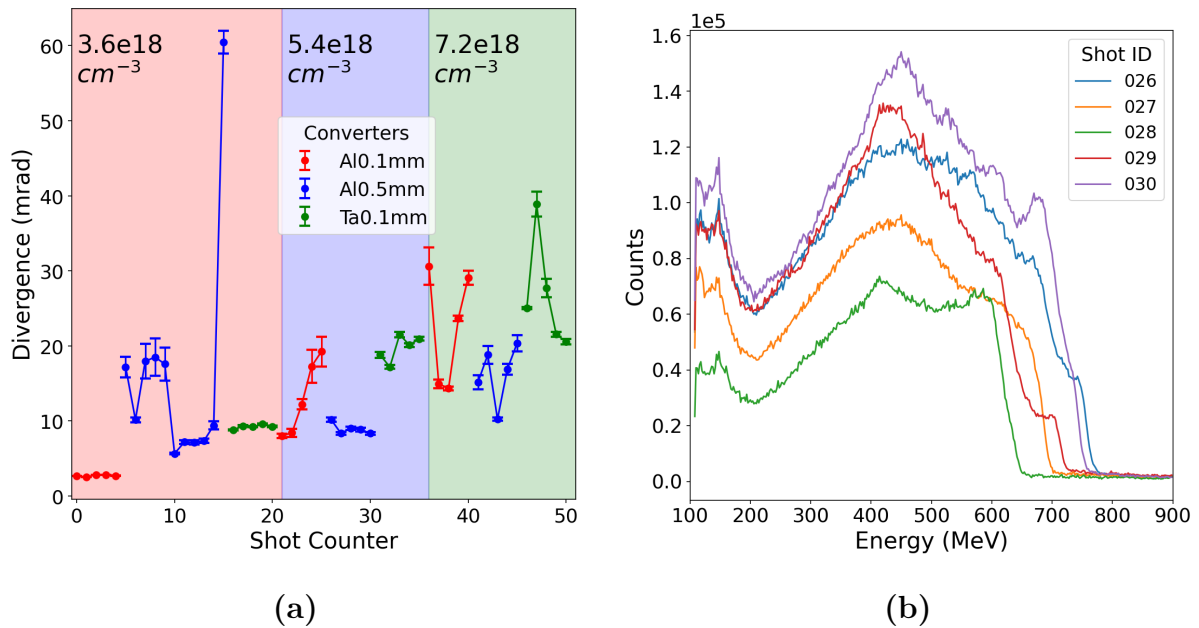 3.6e18
cm⁻³
5.4e18
cm⁻³
7.2e18
cm⁻³
Converters
Al0.1mm
Al0.5mm
Ta0.1mm
Divergence (mrad)
0
10
20
30
40
50
60
0
10
20
30
40
50
Shot Counter
(a)
1e5
Counts
0.0
0.2
0.4
0.6
0.8
1.0
1.2
1.4
1.6
Shot ID
026
027
028
029
030
100
200
300
400
500
600
700
800
900
Energy (MeV)
(b)